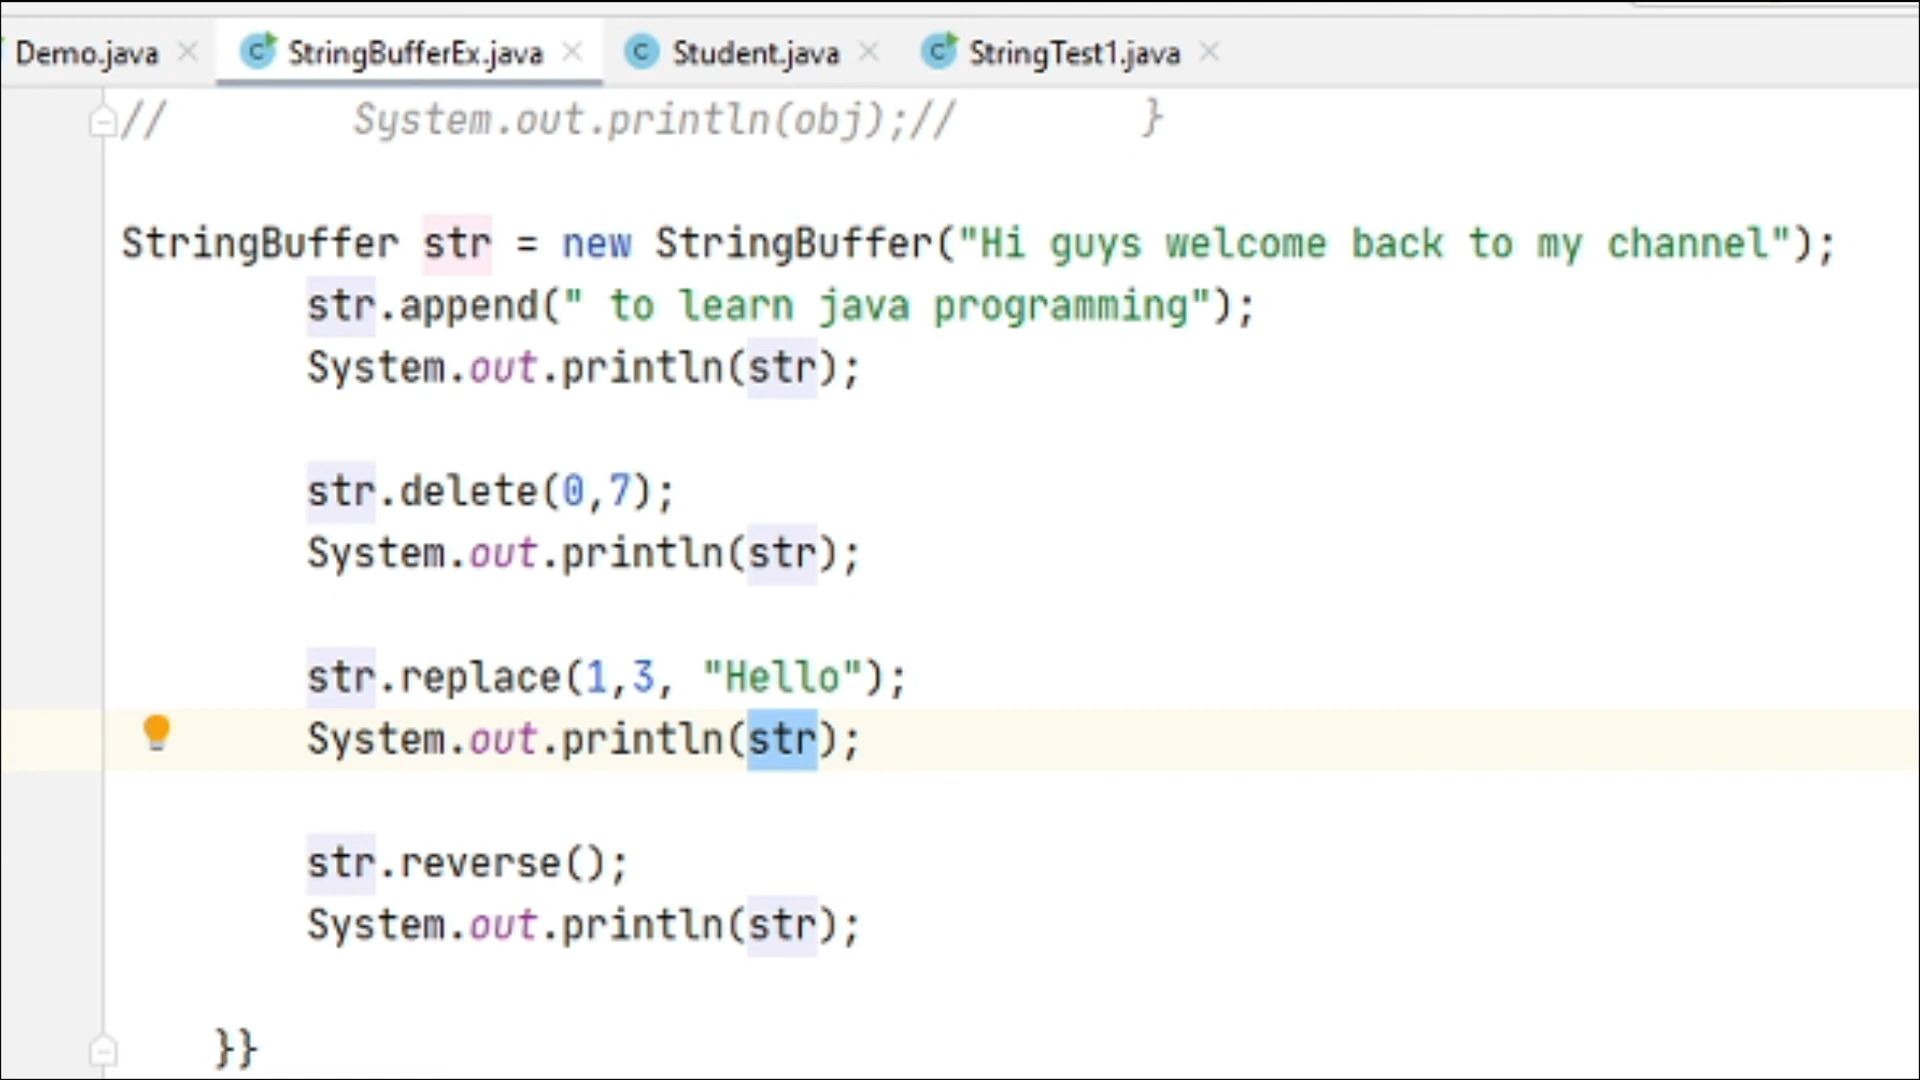 Demo.java StringBufferEx.java Student.java StringTest1.java
// System.out.println(obj);// }
StringBuffer str = new StringBuffer("Hi guys welcome back to my channel");
str.append(" to learn java programming");
System.out.println(str);
str.delete(0,7);
System.out.println(str);
str.replace(1,3, "Hello");
System.out.println(str);
str.reverse();
System.out.println(str);
}}